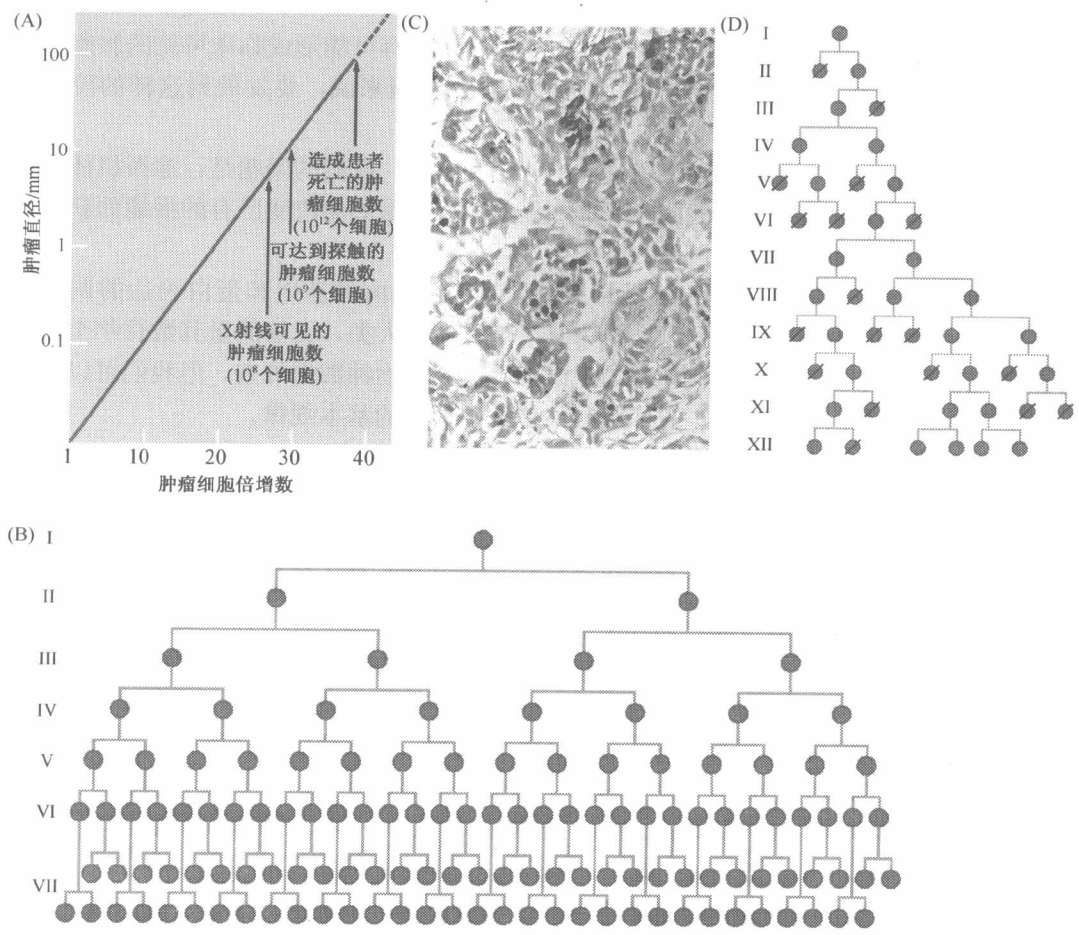 (A)
100
10
1
0.1
肿瘤直径/mm
造成患者
死亡的肿
瘤细胞数
(10¹²个细胞)
可达到探触的
肿瘤细胞数
(10⁹个细胞)
X射线可见的
肿瘤细胞数
(10⁸个细胞)
1
10
20
30
40
肿瘤细胞倍增数
(C)
(D)
I
II
III
IV
V
VI
VII
VIII
IX
X
XI
XII
(B)
I
II
III
IV
V
VI
VII